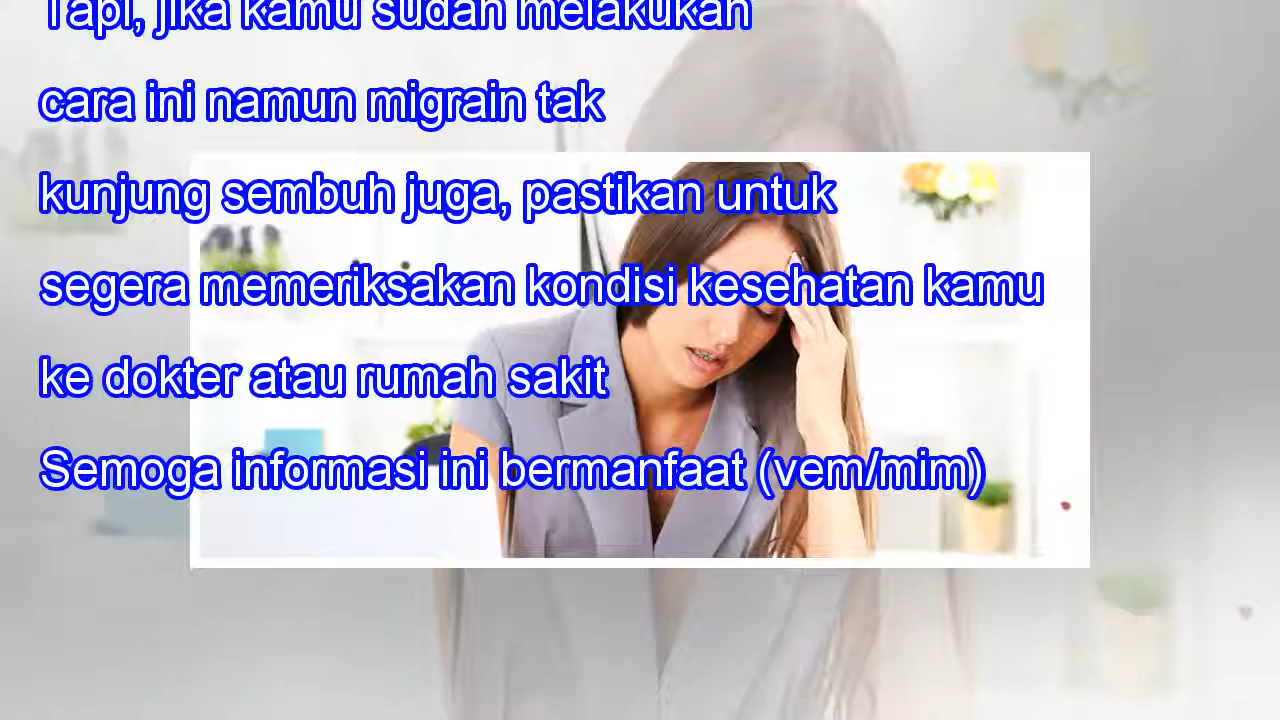 Tapi, jika kamu sudah melakukan
cara ini namun migrain tak
kunjung sembuh juga, pastikan untuk
segera memeriksakan kondisi kesehatan kamu
ke dokter atau rumah sakit
Semoga informasi ini bermanfaat (vem/mim)